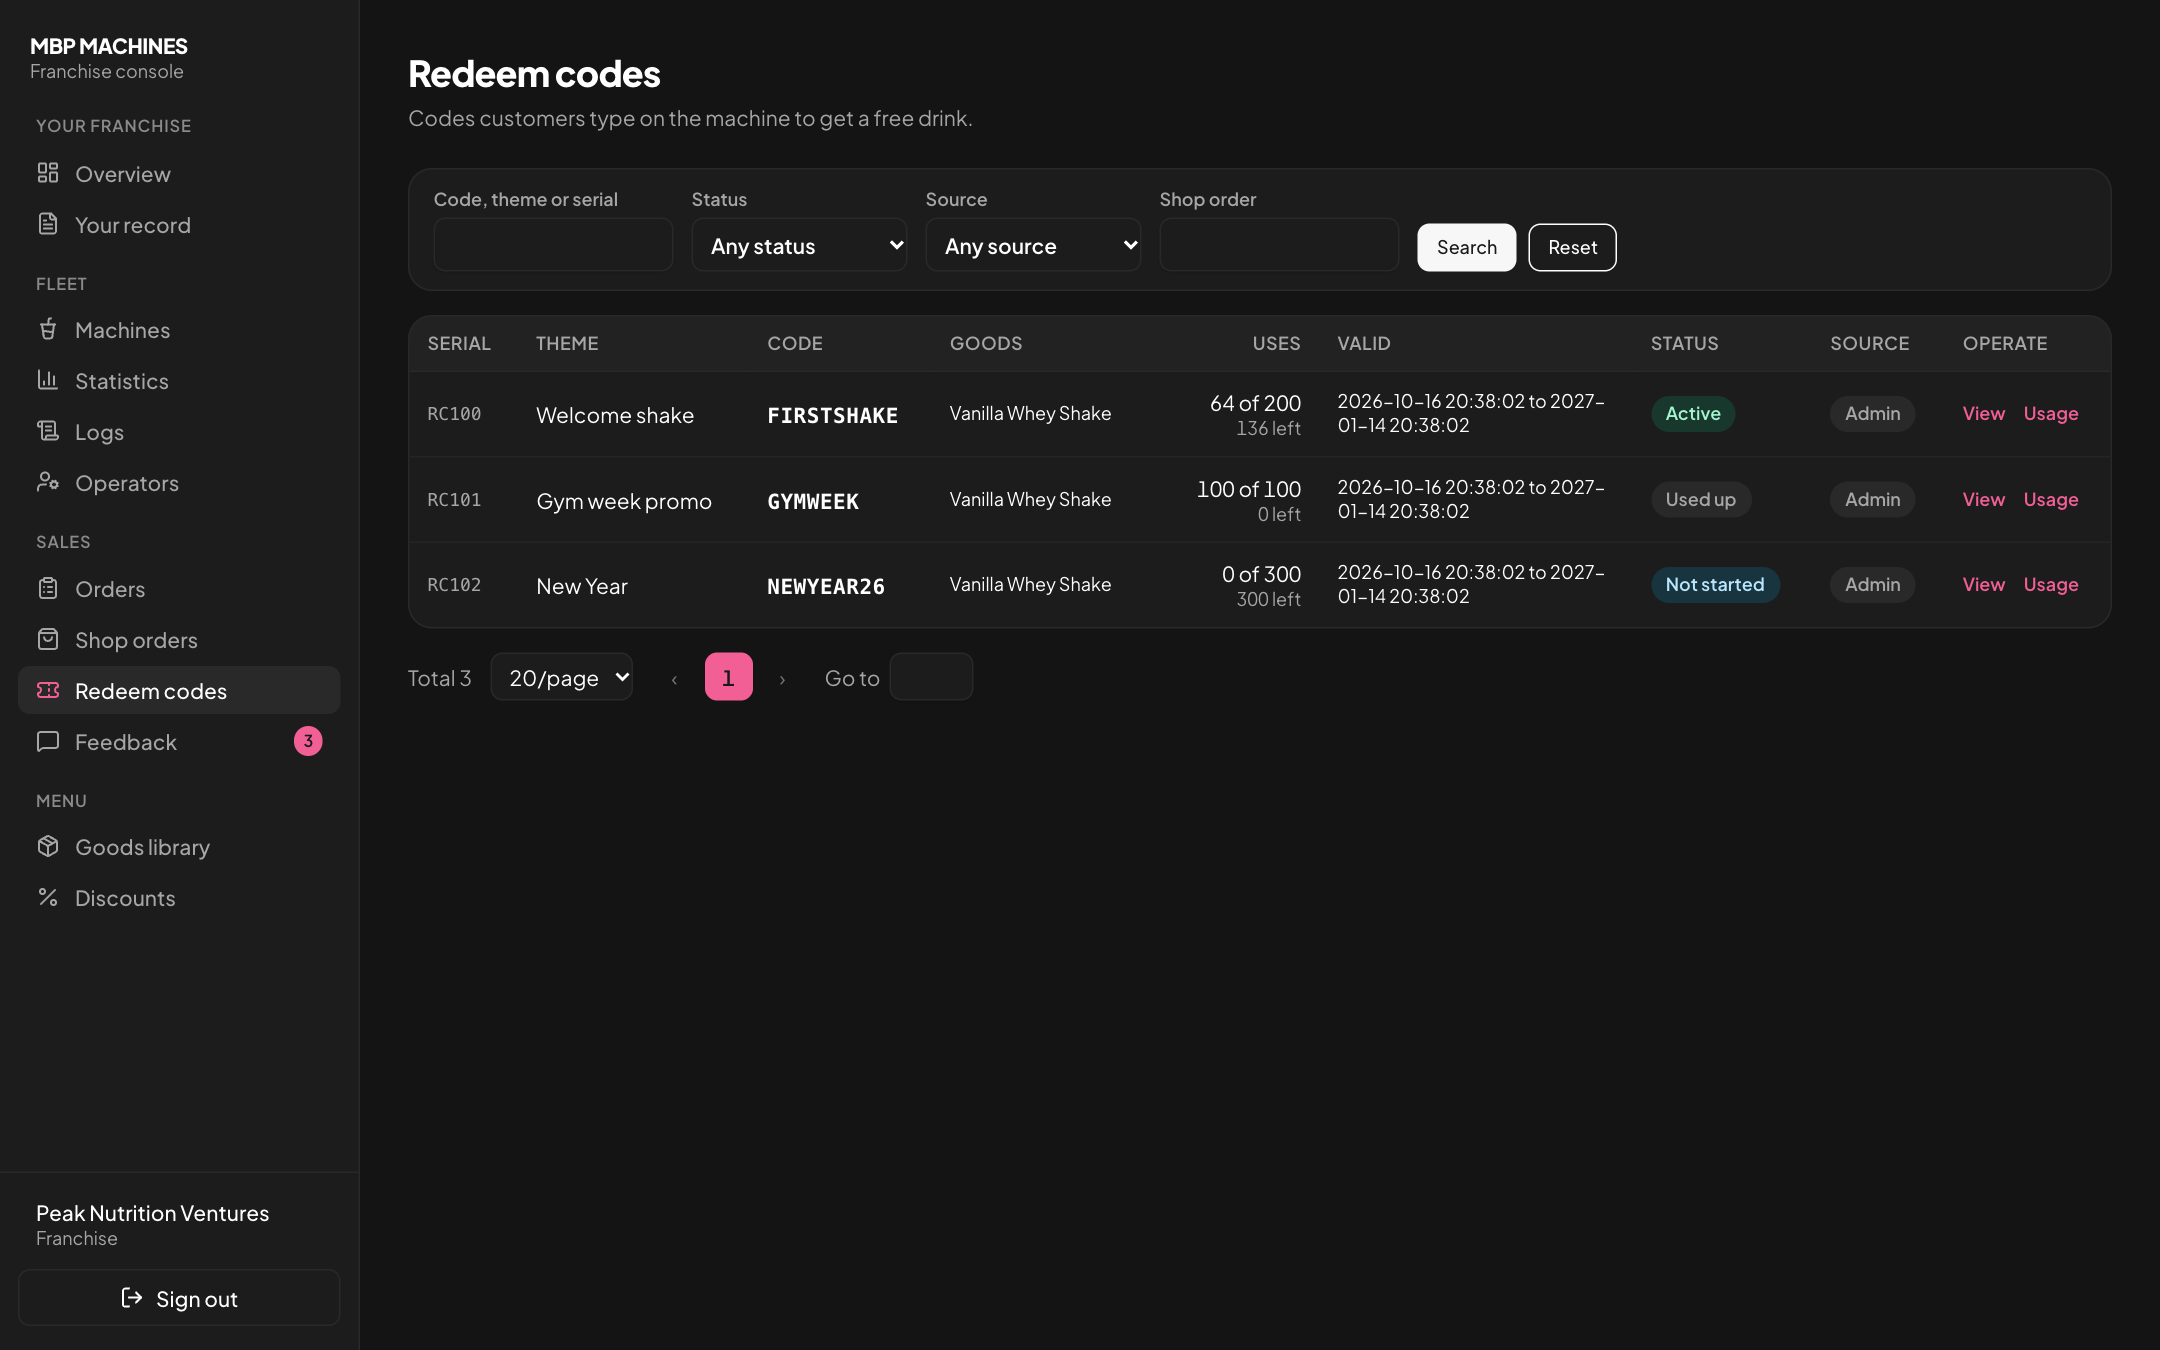 MBP MACHINES
Franchise console
YOUR FRANCHISE
Overview
Your record
FLEET
Machines
Statistics
Logs
Operators
SALES
Orders
Shop orders
Redeem codes
Feedback 3
MENU
Goods library
Discounts
Peak Nutrition Ventures
Franchise
Sign out
Redeem codes
Codes customers type on the machine to get a free drink.
Code, theme or serial Status Source Shop order
Any status Any source Search Reset
SERIAL THEME CODE GOODS USES VALID STATUS SOURCE OPERATE
RC100 Welcome shake FIRSTSHAKE Vanilla Whey Shake 64 of 200 2026-10-16 20:38:02 to 2027- Active Admin View Usage
136 left 01-14 20:38:02
RC101 Gym week promo GYMWEEK Vanilla Whey Shake 100 of 100 2026-10-16 20:38:02 to 2027- Used up Admin View Usage
0 left 01-14 20:38:02
RC102 New Year NEWYEAR26 Vanilla Whey Shake 0 of 300 2026-10-16 20:38:02 to 2027- Not started Admin View Usage
300 left 01-14 20:38:02
Total 3 20/page ‹ 1 › Go to